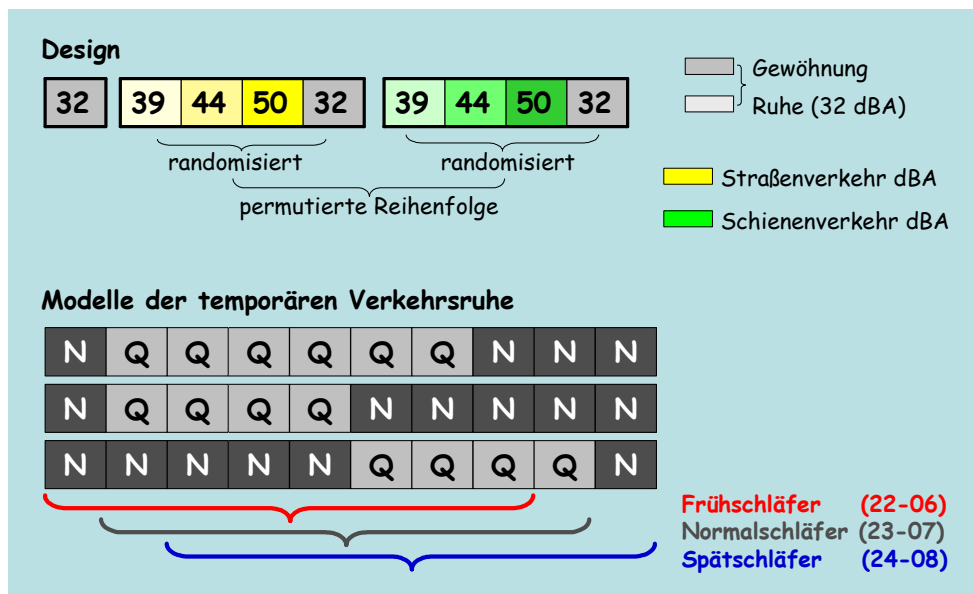 Design
32 39 44 50 32 39 44 50 32
randomisiert randomisiert
permutierte Reihenfolge
Gewöhnung
Ruhe (32 dBA)
Straßenverkehr dBA
Schienenverkehr dBA
Modelle der temporären Verkehrsruhe
N Q Q Q Q Q Q N N N
N Q Q Q Q N N N N N
N N N N N Q Q Q Q N
Frühschläfer (22-06)
Normalschläfer (23-07)
Spätschläfer (24-08)